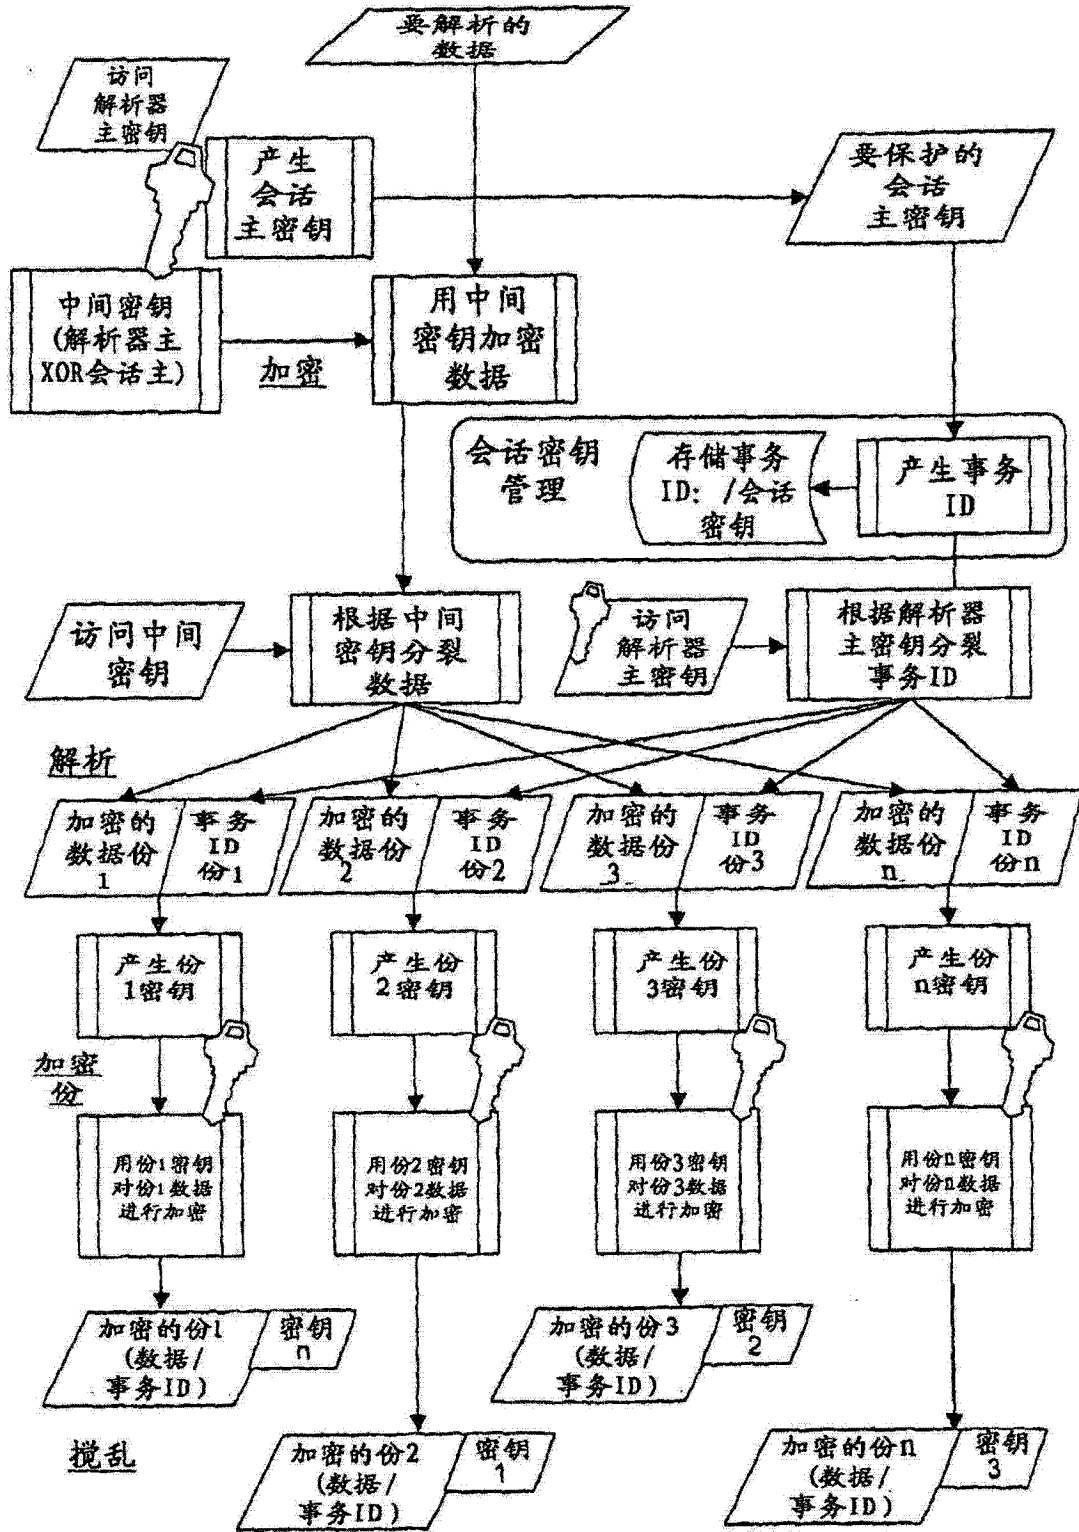 要解析的
数据
访问
解析器
主密钥
产生
会话
主密钥
要保护的
会话
主密钥
中间密钥
(解析器主
XOR会话主)
加密
用中间
密钥加密
数据
会话密钥
管理
存储事务
ID: /会话
密钥
产生事务
ID
访问中间
密钥
根据中间
密钥分裂
数据
访问
解析器
主密钥
根据解析器
主密钥分裂
事务ID
解析
加密的
数据份
1
事务
ID
份1
加密的
数据份
2
事务
ID
份2
加密的
数据份
3
事务
ID
份3
加密的
数据份
n
事务
ID
份n
产生份
1密钥
产生份
2密钥
产生份
3密钥
产生份
n密钥
加密
份
用份1密钥
对份1数据
进行加密
用份2密钥
对份2数据
进行加密
用份3密钥
对份3数据
进行加密
用份n密钥
对份n数据
进行加密
加密的份1
(数据/
事务ID)
密钥
n
加密的份3
(数据/
事务ID)
密钥
2
搅乱
加密的份2
(数据/
事务ID)
密钥
1
加密的份n
(数据/
事务ID)
密钥
3